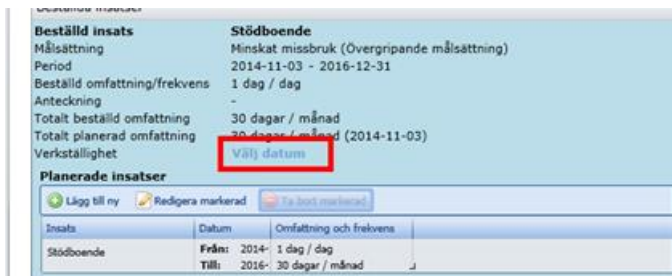 Beställda insatser
Beställd insats Stödboende
Målsättning Minskat missbruk (Övergripande målsättning)
Period 2014-11-03 - 2016-12-31
Beställd omfattning/frekvens 1 dag / dag
Anteckning -
Totalt beställd omfattning 30 dagar / månad
Totalt planerad omfattning 30 dagar / månad (2014-11-03)
Verkställighet Välj datum
Planerade insatser
Lägg till ny Redigera markerad Ta bort markerad
Insats Datum Omfattning och frekvens
Stödboende Från: 2014- 1 dag / dag
Till: 2016- 30 dagar / månad